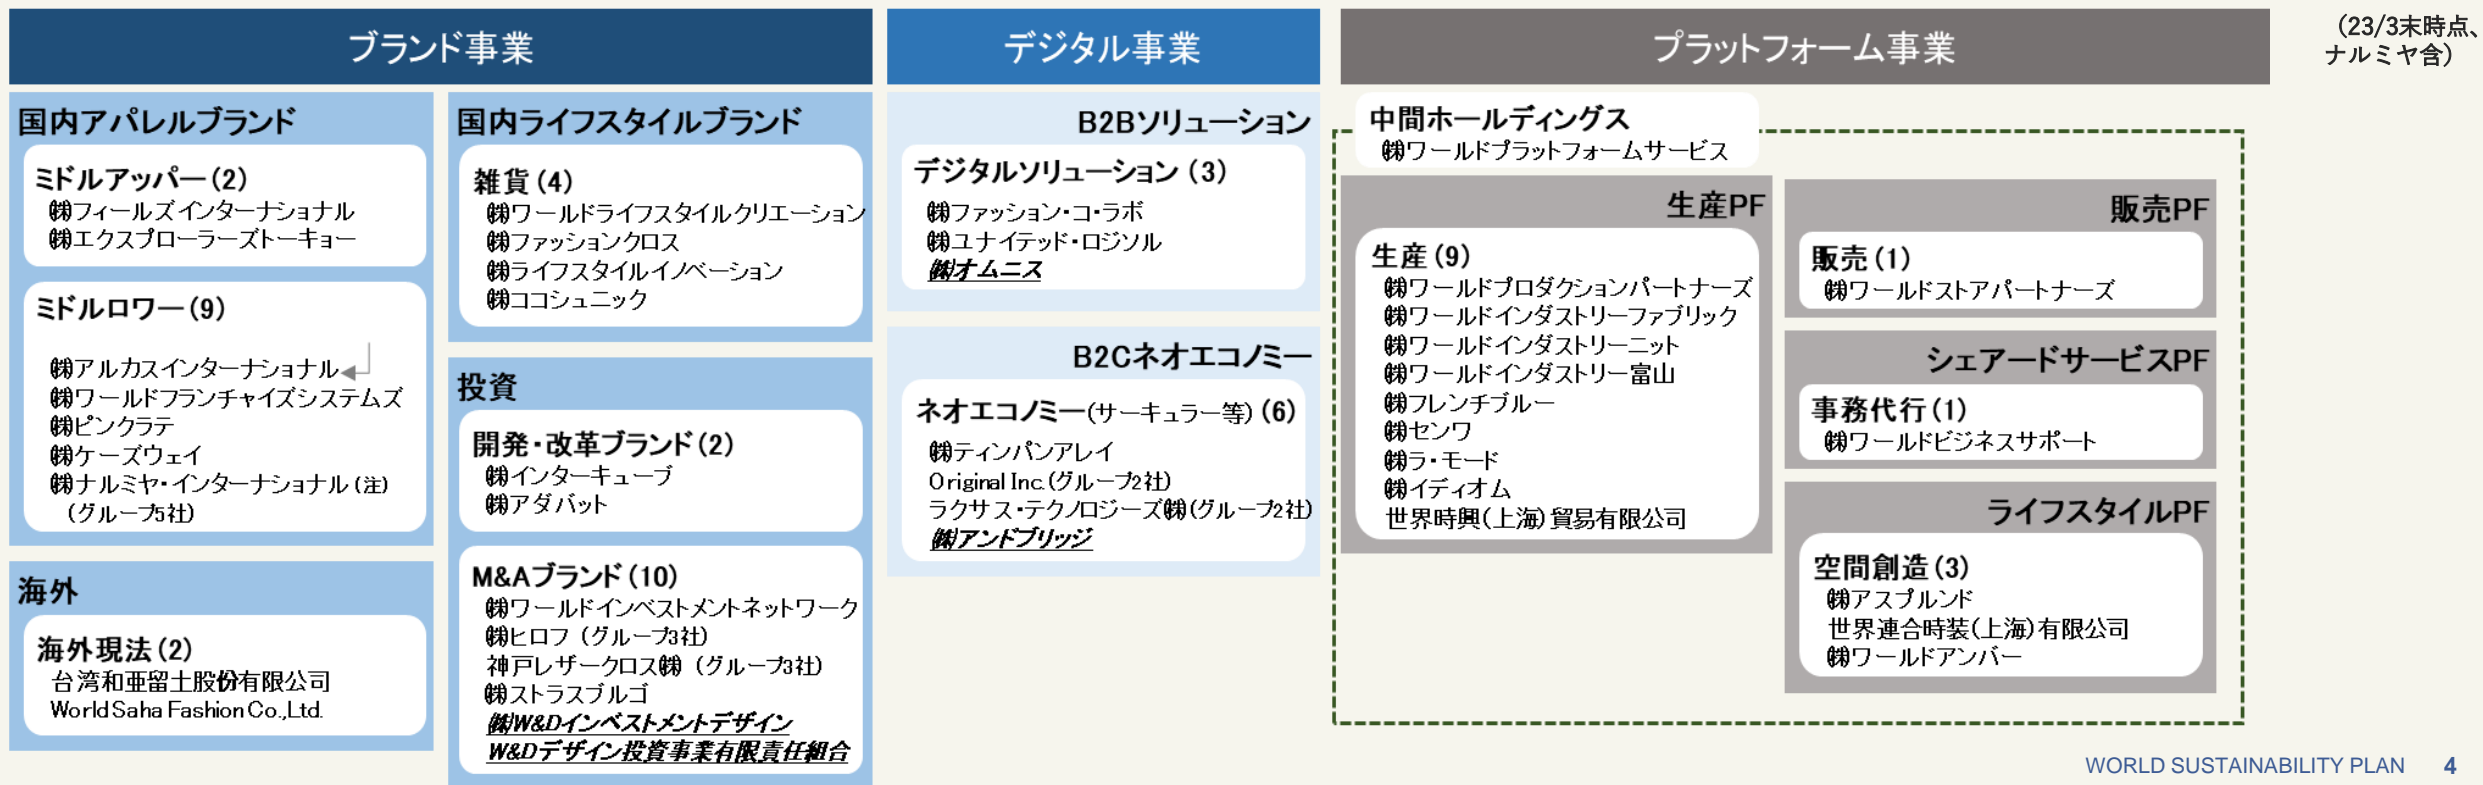 ブランド事業
国内アパレルブランド
ミドルアッパー(2)
㈱フィールズインターナショナル
㈱エクスプローラーズトーキョー
ミドルロワー(9)
㈱アルカスインターナショナル
㈱ワールドフランチャイズシステムズ
㈱ピンクラテ
㈱ケーズウェイ
㈱ナルミヤ・インターナショナル(注)
(グループ5社)
海外
海外現法(2)
台湾和亜留土股份有限公司
World Saha Fashion Co.,Ltd.
国内ライフスタイルブランド
雑貨(4)
㈱ワールドライフスタイルクリエーション
㈱ファッションクロス
㈱ライフスタイルイノベーション
㈱ココシュニック
投資
開発・改革ブランド(2)
㈱インターキューブ
㈱アダバット
M&Aブランド(10)
㈱ワールドインベストメントネットワーク
㈱ヒロフ (グループ3社)
神戸レザークロス㈱ (グループ3社)
㈱ストラスブルゴ
㈱W&Dインベストメントデザイン
W&Dデザイン投資事業有限責任組合
デジタル事業
B2Bソリューション
デジタルソリューション(3)
㈱ファッション・コ・ラボ
㈱ユナイテッド・ロジソル
㈱オムニス
B2Cネオエコノミー
ネオエコノミー(サーキュラー等)(6)
㈱ティンパンアレイ
Original Inc.(グループ2社)
ラクサス・テクノロジーズ㈱(グループ2社)
㈱アンドブリッジ
プラットフォーム事業
中間ホールディングス
㈱ワールドプラットフォームサービス
生産PF
生産(9)
㈱ワールドプロダクションパートナーズ
㈱ワールドインダストリーファブリック
㈱ワールドインダストリーニット
㈱ワールドインダストリー富山
㈱フレンチブルー
㈱センワ
㈱ラ・モード
㈱イディオム
世界時興(上海)貿易有限公司
販売PF
販売(1)
㈱ワールドストアパートナーズ
シェアードサービスPF
事務代行(1)
㈱ワールドビジネスサポート
ライフスタイルPF
空間創造(3)
㈱アスプルンド
世界連合時装(上海)有限公司
㈱ワールドアンバー
(23/3末時点、
ナルミヤ含)
WORLD SUSTAINABILITY PLAN 4